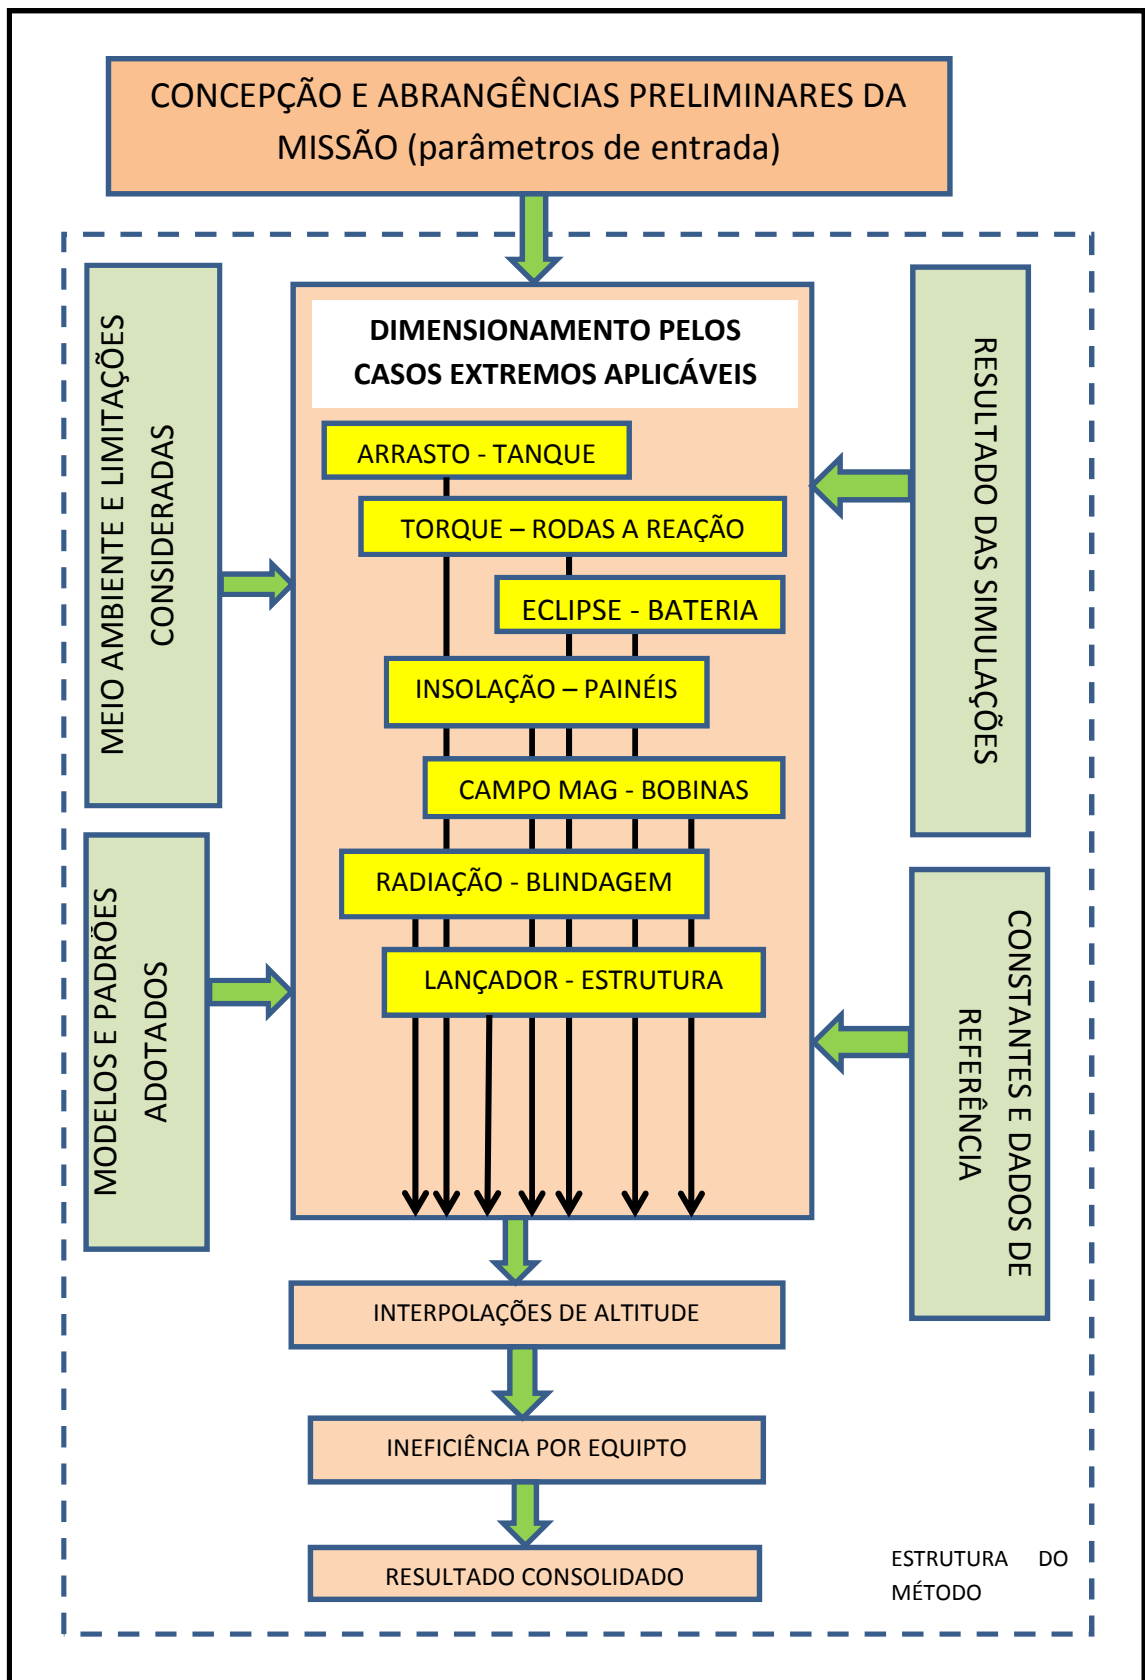 CONCEPÇÃO E ABRANGÊNCIAS PRELIMINARES DA
MISSÃO (parâmetros de entrada)
MEIO AMBIENTE E LIMITAÇÕES
CONSIDERADAS
MODELOS E PADRÕES
ADOTADOS
DIMENSIONAMENTO PELOS
CASOS EXTREMOS APLICÁVEIS
ARRASTO - TANQUE
TORQUE – RODAS A REAÇÃO
ECLIPSE - BATERIA
INSOLAÇÃO – PAINÉIS
CAMPO MAG - BOBINAS
RADIAÇÃO - BLINDAGEM
LANÇADOR - ESTRUTURA
RESULTADO DAS SIMULAÇÕES
CONSTANTES E DADOS DE
REFERÊNCIA
INTERPOLAÇÕES DE ALTITUDE
INEFICIÊNCIA POR EQUIPTO
RESULTADO CONSOLIDADO
ESTRUTURA DO
MÉTODO